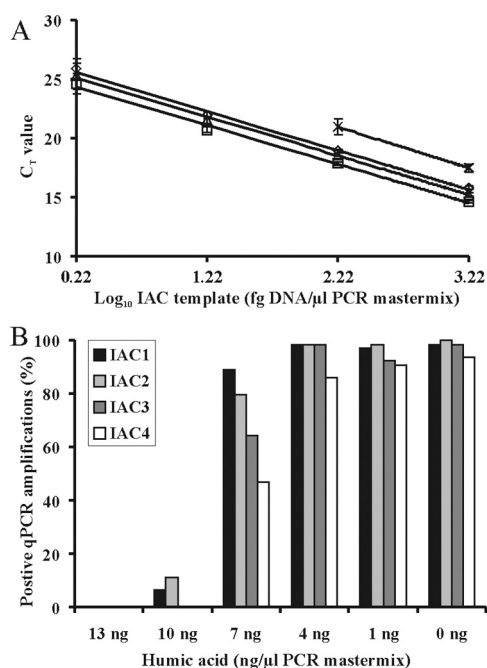 A
30
25
20
15
10
C_T value
0.22 1.22 2.22 3.22
Log₁₀ IAC template (fg DNA/µl PCR mastermix)
B
IAC1
IAC2
IAC3
IAC4
100
80
60
40
20
0
Postive qPCR amplifications (%)
13 ng 10 ng 7 ng 4 ng 1 ng 0 ng
Humic acid (ng/µl PCR mastermix)